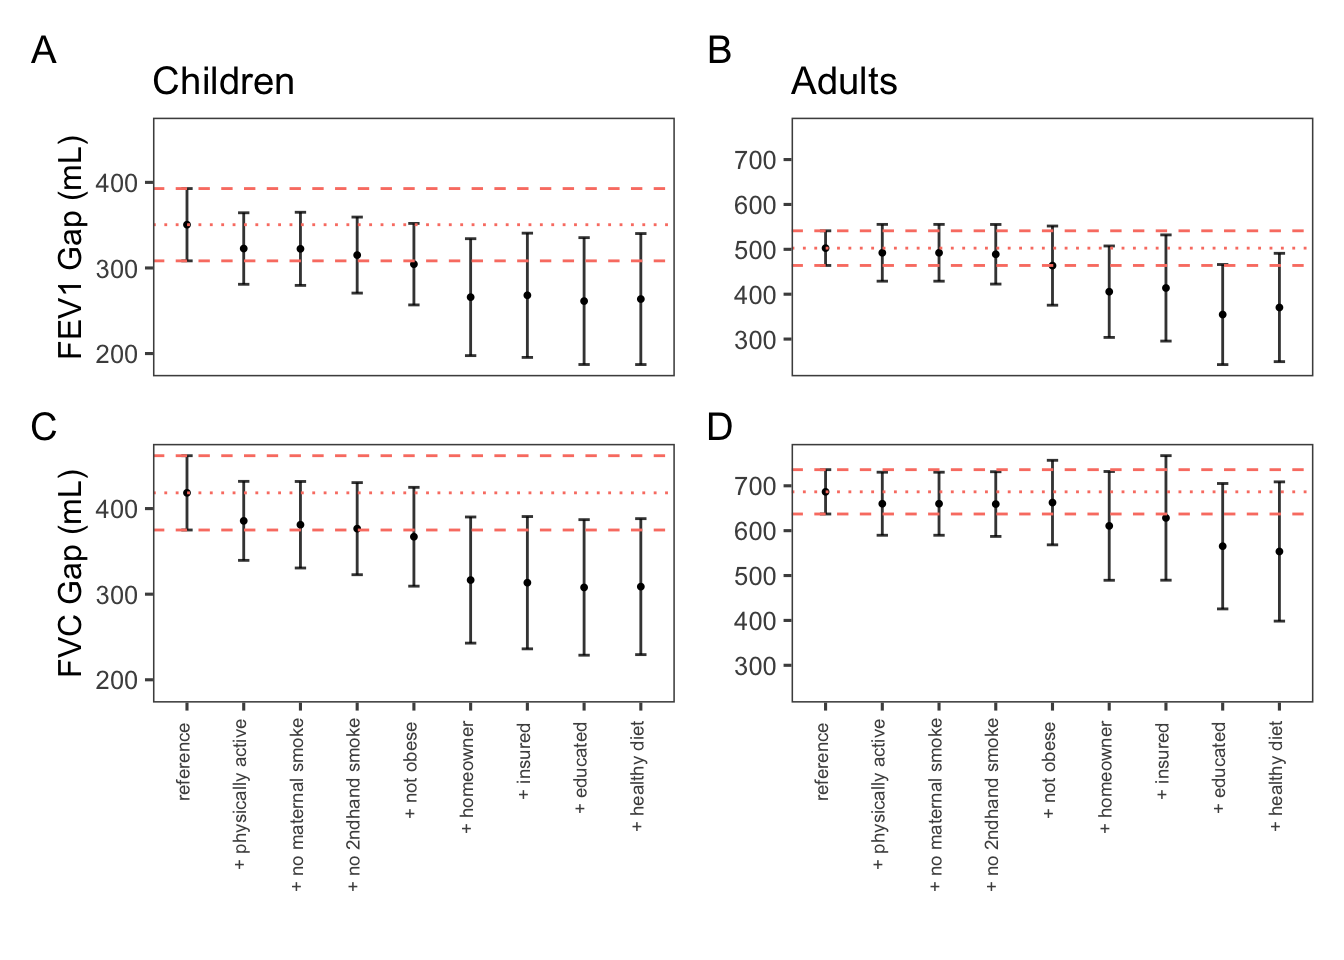 A
Children
FEV1 Gap (mL)
400
300
200
B
Adults
700
600
500
400
300
C
FVC Gap (mL)
400
300
200
reference
+ physically active
+ no maternal smoke
+ no 2ndhand smoke
+ not obese
+ homeowner
+ insured
+ educated
+ healthy diet
D
700
600
500
400
300
reference
+ physically active
+ no maternal smoke
+ no 2ndhand smoke
+ not obese
+ homeowner
+ insured
+ educated
+ healthy diet